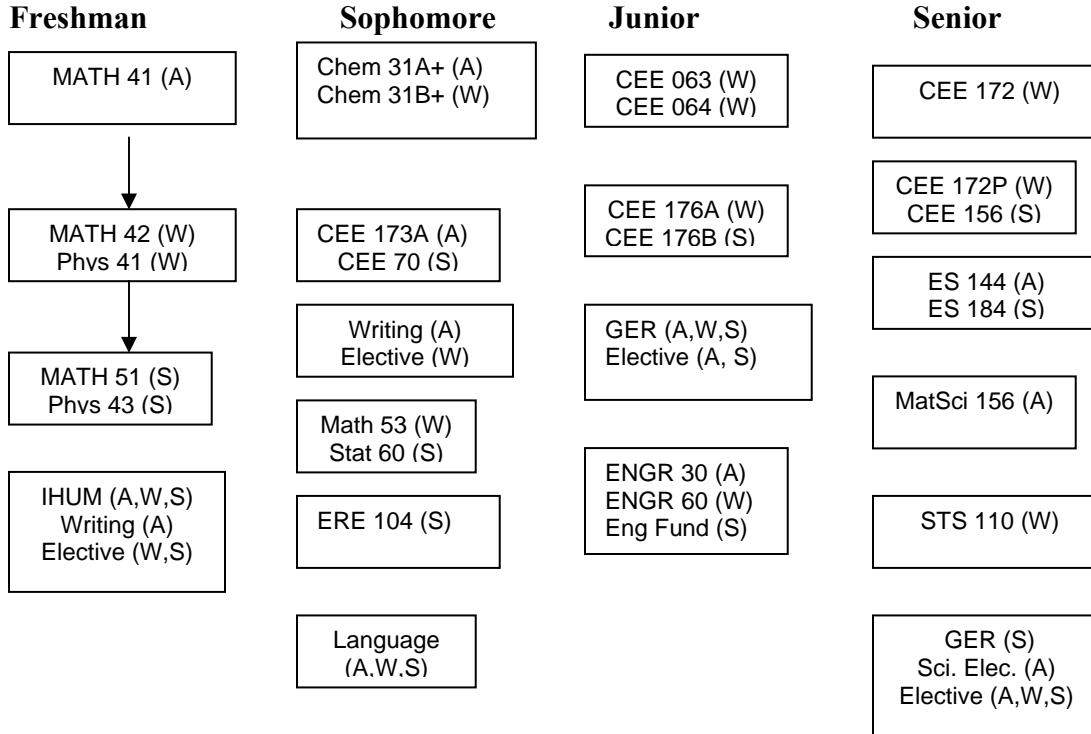 Freshman
MATH 41 (A)
MATH 42 (W)
Phys 41 (W)
MATH 51 (S)
Phys 43 (S)
IHUM (A,W,S)
Writing (A)
Elective (W,S)
Sophomore
Chem 31A+ (A)
Chem 31B+ (W)
CEE 173A (A)
CEE 70 (S)
Writing (A)
Elective (W)
Math 53 (W)
Stat 60 (S)
ERE 104 (S)
Language
(A,W,S)
Junior
CEE 063 (W)
CEE 064 (W)
CEE 176A (W)
CEE 176B (S)
GER (A,W,S)
Elective (A, S)
ENGR 30 (A)
ENGR 60 (W)
Eng Fund (S)
Senior
CEE 172 (W)
CEE 172P (W)
CEE 156 (S)
ES 144 (A)
ES 184 (S)
MatSci 156 (A)
STS 110 (W)
GER (S)
Sci. Elec. (A)
Elective (A,W,S)